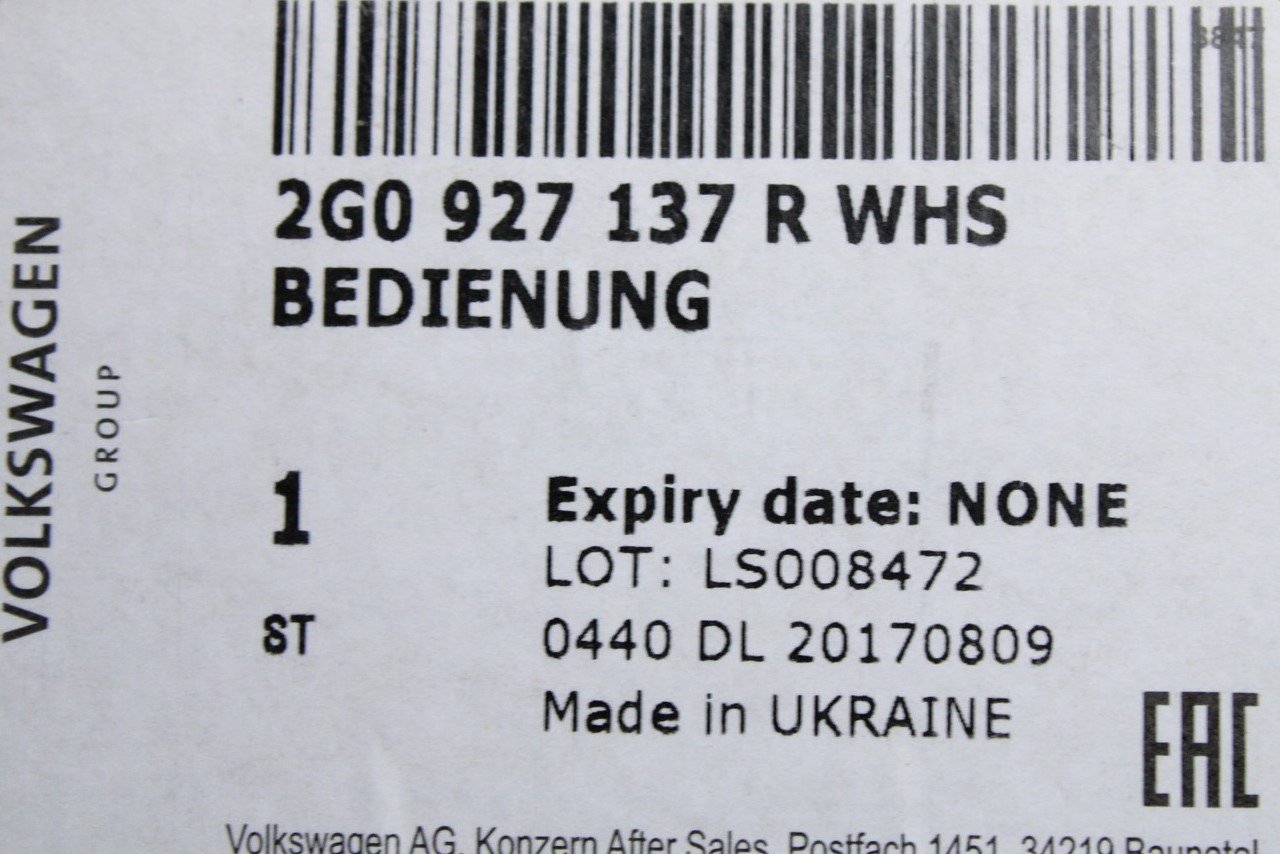 2G0 927 137 R WHS
BEDIENUNG
VOLKSWAGEN
GROUP
1
ST
Expiry date: NONE
LOT: LS008472
0440 DL 20170809
Made in UKRAINE
EAC
Volkswagen AG, Konzern After Sales, Postfach 1451, 34219 Baunatal